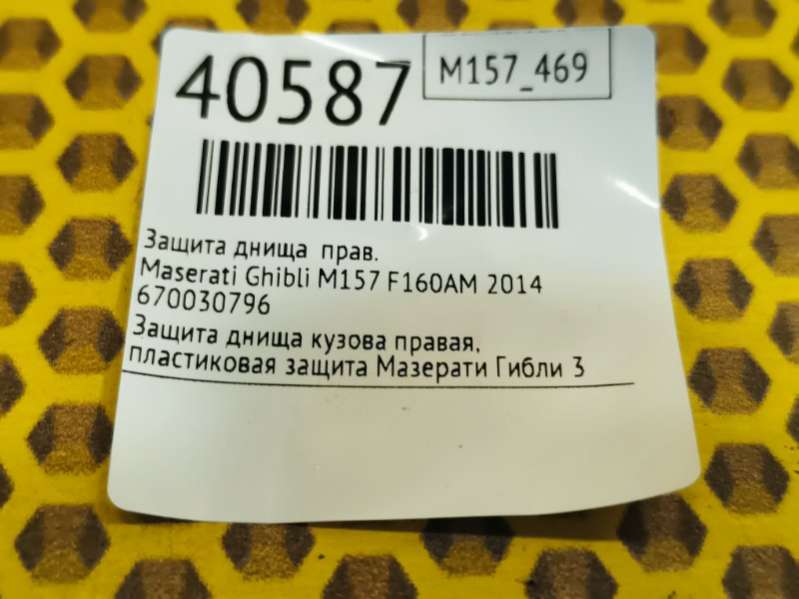 40587
M157_469
Защита днища прав.
Maserati Ghibli M157 F160AM 2014
670030796
Защита днища кузова правая,
пластиковая защита Мазерати Гибли 3